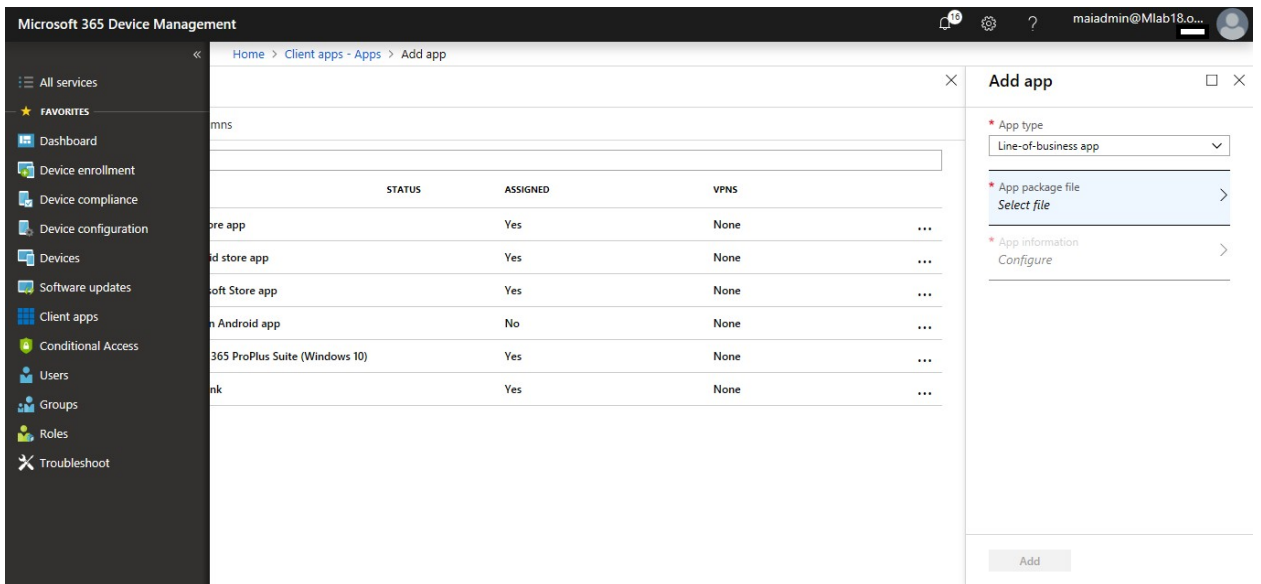 Microsoft 365 Device Management
16
?
maiadmin@Mlab18.o...
«
Home > Client apps - Apps > Add app
All services
FAVORITES
Dashboard
Device enrollment
Device compliance
Device configuration
Devices
Software updates
Client apps
Conditional Access
Users
Groups
Roles
Troubleshoot
mns
STATUS ASSIGNED VPNS
ore app Yes None ...
id store app Yes None ...
soft Store app Yes None ...
n Android app No None ...
365 ProPlus Suite (Windows 10) Yes None ...
nk Yes None ...
Add app
* App type
Line-of-business app
* App package file
Select file
* App information
Configure
Add